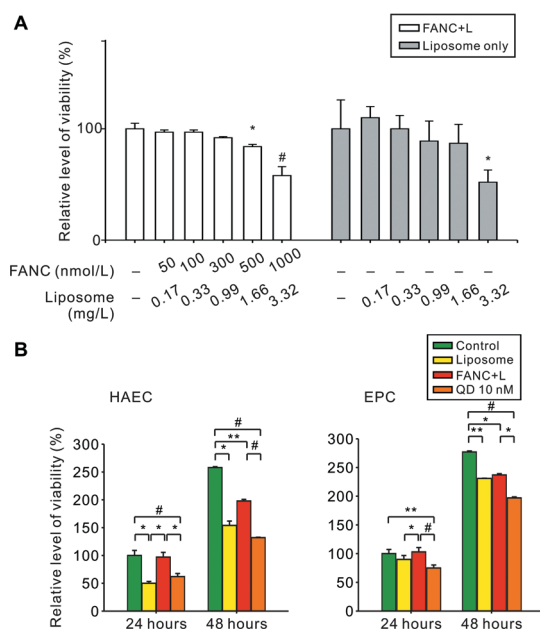 A
FANC+L
Liposome only
Relative level of viability (%)
100
0
*
#
*
FANC (nmol/L) – 50 100 300 500 1000 – – – – – –
Liposome (mg/L) – 0.17 0.33 0.99 1.66 3.32 – 0.17 0.33 0.99 1.66 3.32
B
Control
Liposome
FANC+L
QD 10 nM
HAEC
Relative level of viability (%)
300
250
200
150
100
50
0
#
* * *
#
**
* #
24 hours 48 hours
EPC
300
250
200
150
100
50
0
**
* #
#
*
** *
24 hours 48 hours